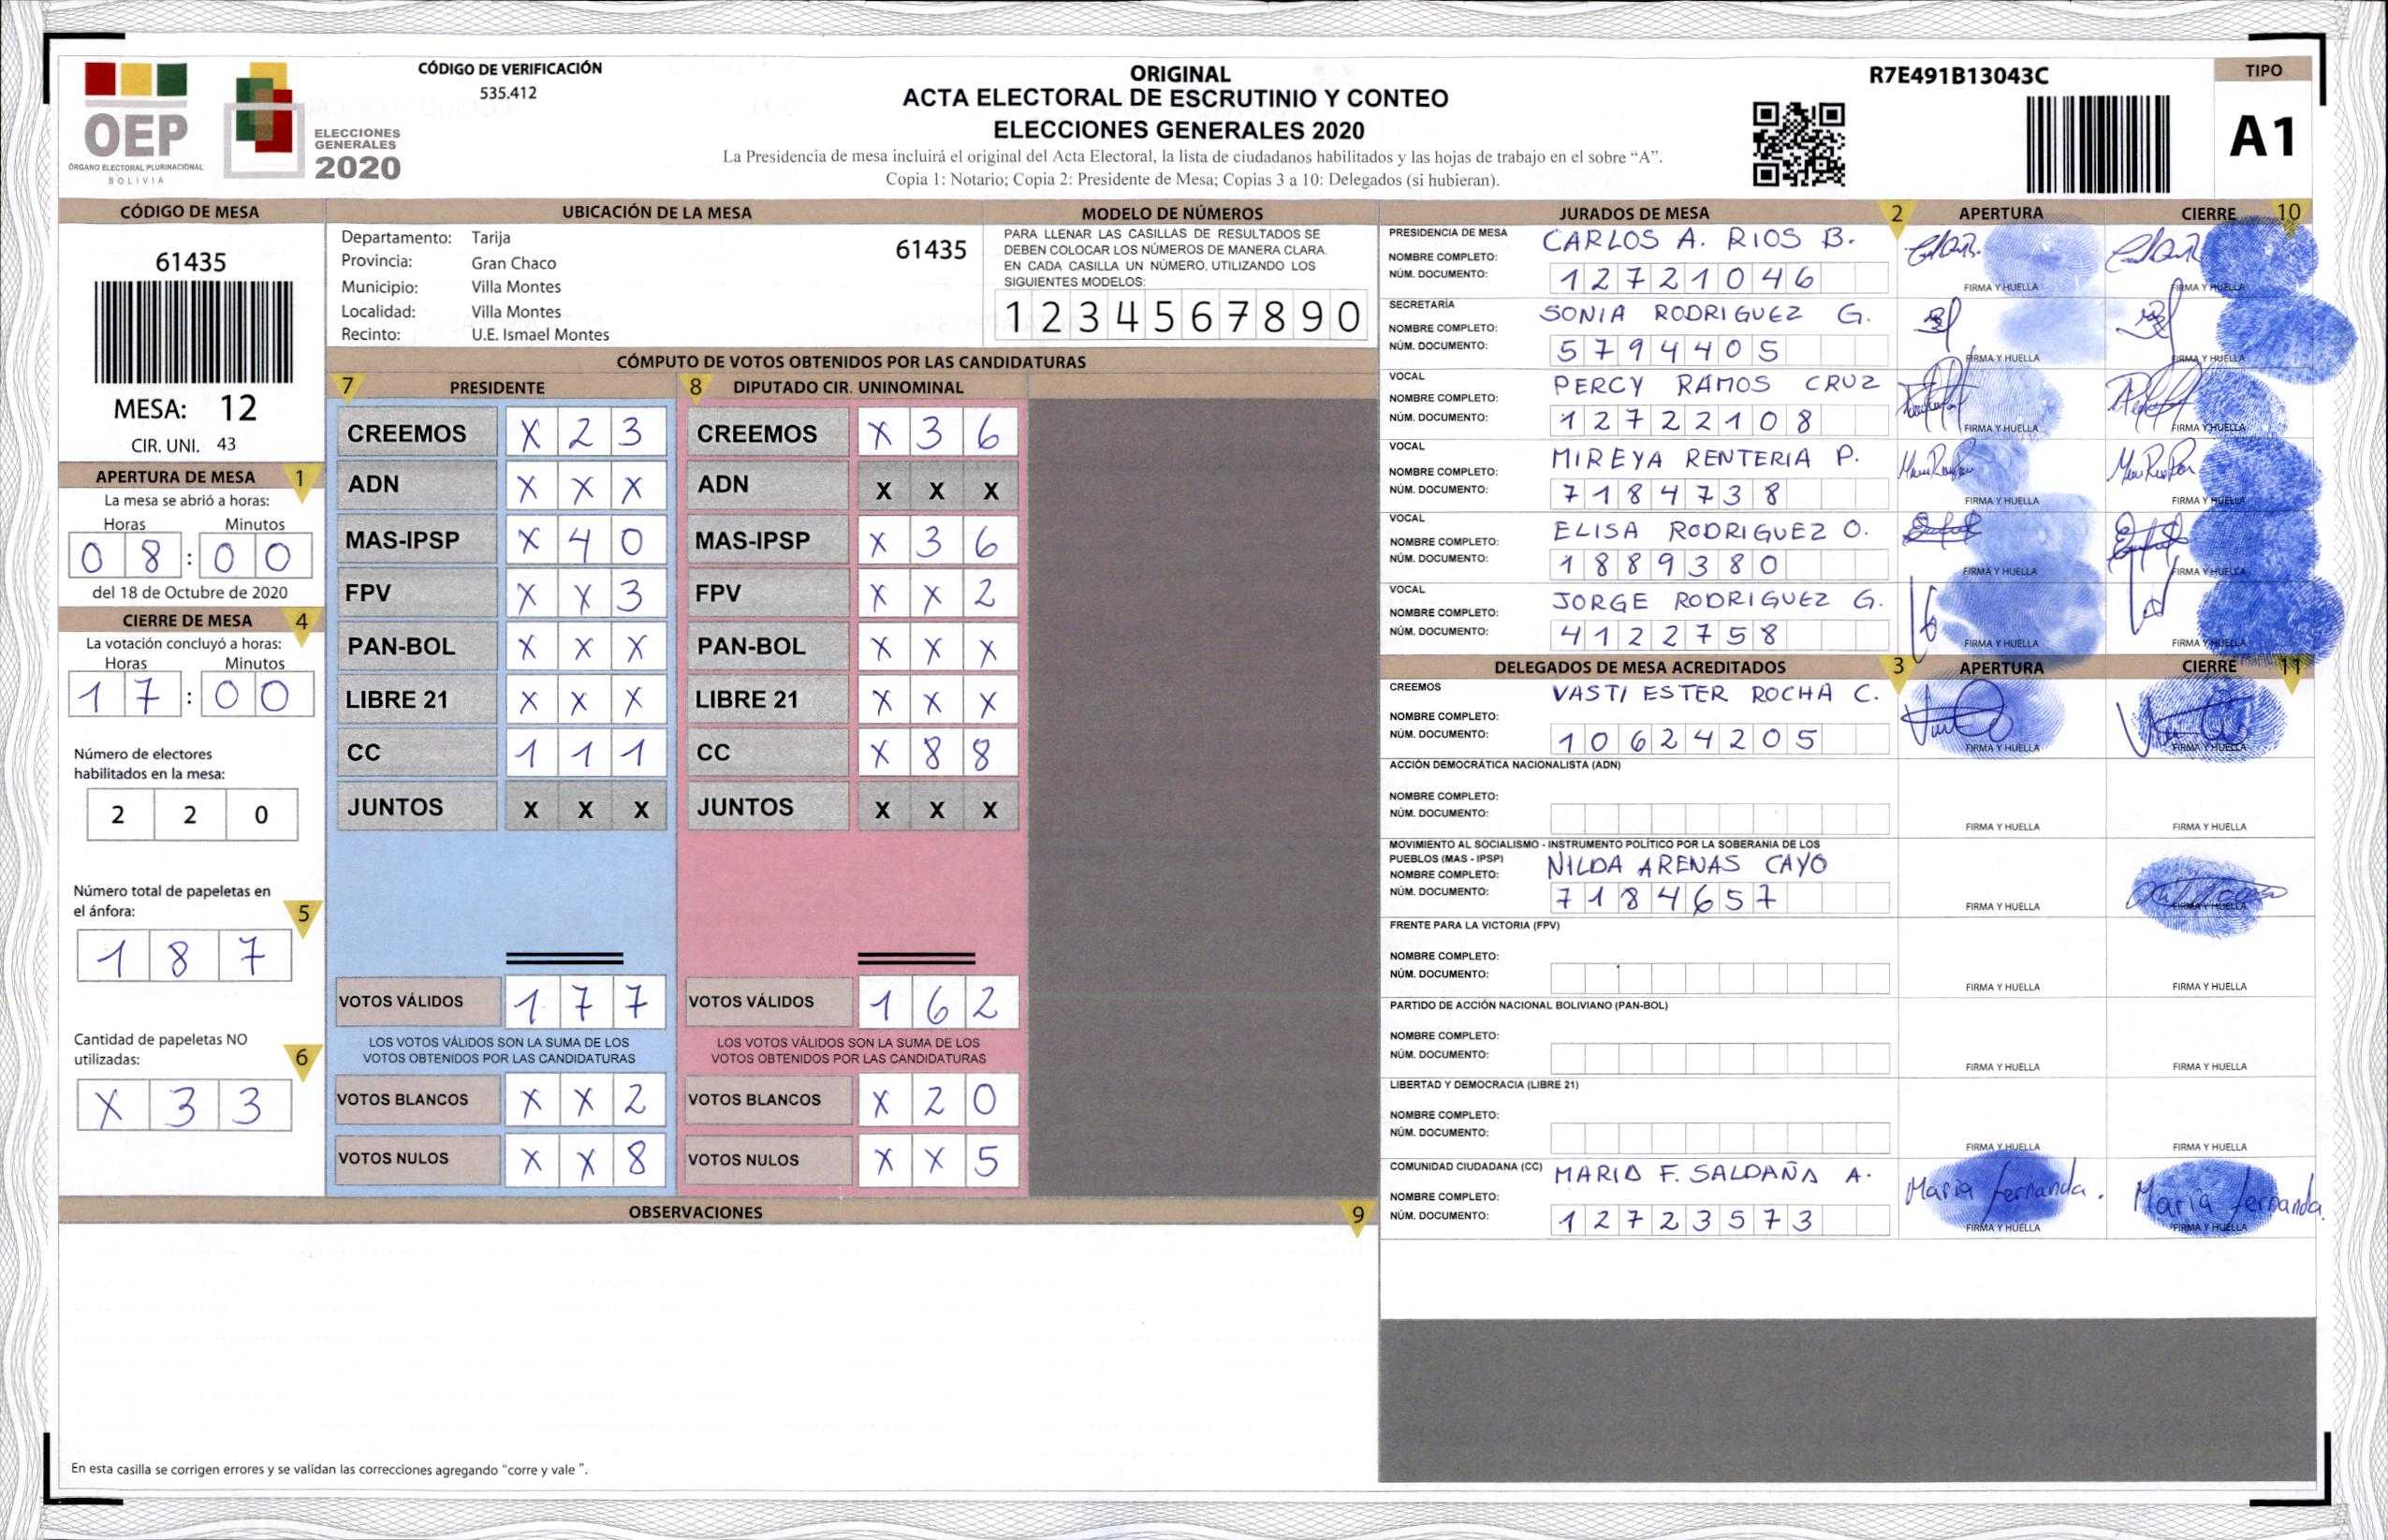 OEP
ÓRGANO ELECTORAL PLURINACIONAL
BOLIVIA
ELECCIONES
GENERALES
2020
CÓDIGO DE VERIFICACIÓN
535.412
ORIGINAL
ACTA ELECTORAL DE ESCRUTINIO Y CONTEO
ELECCIONES GENERALES 2020
La Presidencia de mesa incluirá el original del Acta Electoral, la lista de ciudadanos habilitados y las hojas de trabajo en el sobre “A”.
Copia 1: Notario; Copia 2: Presidente de Mesa; Copias 3 a 10: Delegados (si hubieran).
R7E491B13043C
TIPO
A1
CÓDIGO DE MESA
61435
MESA: 12
CIR. UNI. 43
APERTURA DE MESA 1
La mesa se abrió a horas:
Horas Minutos
0 8 : 0 0
del 18 de Octubre de 2020
CIERRE DE MESA 4
La votación concluyó a horas:
Horas Minutos
1 7 : 0 0
Número de electores
habilitados en la mesa:
2 2 0
Número total de papeletas en
el ánfora: 5
1 8 7
Cantidad de papeletas NO
utilizadas: 6
X 3 3
UBICACIÓN DE LA MESA
Departamento: Tarija
61435
Provincia: Gran Chaco
Municipio: Villa Montes
Localidad: Villa Montes
Recinto: U.E. Ismael Montes
MODELO DE NÚMEROS
PARA LLENAR LAS CASILLAS DE RESULTADOS SE
DEBEN COLOCAR LOS NÚMEROS DE MANERA CLARA.
EN CADA CASILLA UN NÚMERO, UTILIZANDO LOS
SIGUIENTES MODELOS:
1 2 3 4 5 6 7 8 9 0
CÓMPUTO DE VOTOS OBTENIDOS POR LAS CANDIDATURAS
7 PRESIDENTE
CREEMOS X 2 3
ADN X X X
MAS-IPSP X 4 0
FPV X X 3
PAN-BOL X X X
LIBRE 21 X X X
CC 1 1 1
JUNTOS X X X
VOTOS VÁLIDOS 1 7 7
LOS VOTOS VÁLIDOS SON LA SUMA DE LOS
VOTOS OBTENIDOS POR LAS CANDIDATURAS
VOTOS BLANCOS X X 2
VOTOS NULOS X X 8
8 DIPUTADO CIR. UNINOMINAL
CREEMOS X 3 6
ADN X X X
MAS-IPSP X 3 6
FPV X X 2
PAN-BOL X X X
LIBRE 21 X X X
CC X 8 8
JUNTOS X X X
VOTOS VÁLIDOS 1 6 2
LOS VOTOS VÁLIDOS SON LA SUMA DE LOS
VOTOS OBTENIDOS POR LAS CANDIDATURAS
VOTOS BLANCOS X 2 0
VOTOS NULOS X X 5
OBSERVACIONES 9
En esta casilla se corrigen errores y se validan las correcciones agregando “corre y vale ”.
JURADOS DE MESA 2 APERTURA CIERRE 10
PRESIDENCIA DE MESA CARLOS A. RIOS B.
NOMBRE COMPLETO:
NÚM. DOCUMENTO: 1 2 7 2 1 0 4 6
FIRMA Y HUELLA FIRMA Y HUELLA
SECRETARÍA SONIA RODRIGUEZ G.
NOMBRE COMPLETO:
NÚM. DOCUMENTO: 5 7 9 4 4 0 5
FIRMA Y HUELLA FIRMA Y HUELLA
VOCAL PERCY RAMOS CRUZ
NOMBRE COMPLETO:
NÚM. DOCUMENTO: 1 2 7 2 2 1 0 8
FIRMA Y HUELLA FIRMA Y HUELLA
VOCAL MIREYA RENTERIA P.
NOMBRE COMPLETO:
NÚM. DOCUMENTO: 7 1 8 4 7 3 8
FIRMA Y HUELLA FIRMA Y HUELLA
VOCAL ELISA RODRIGUEZ O.
NOMBRE COMPLETO:
NÚM. DOCUMENTO: 1 8 8 9 3 8 0
FIRMA Y HUELLA FIRMA Y HUELLA
VOCAL JORGE RODRIGUEZ G.
NOMBRE COMPLETO:
NÚM. DOCUMENTO: 4 1 2 2 7 5 8
FIRMA Y HUELLA FIRMA Y HUELLA
DELEGADOS DE MESA ACREDITADOS 3 APERTURA CIERRE 11
CREEMOS VASTI ESTER ROCHA C.
NOMBRE COMPLETO:
NÚM. DOCUMENTO: 1 0 6 2 4 2 0 5
FIRMA Y HUELLA FIRMA Y HUELLA
ACCIÓN DEMOCRÁTICA NACIONALISTA (ADN)
NOMBRE COMPLETO:
NÚM. DOCUMENTO:
FIRMA Y HUELLA FIRMA Y HUELLA
MOVIMIENTO AL SOCIALISMO - INSTRUMENTO POLÍTICO POR LA SOBERANIA DE LOS
PUEBLOS (MAS - IPSP) NILDA ARENAS CAYO
NOMBRE COMPLETO:
NÚM. DOCUMENTO: 7 1 8 4 6 5 7
FIRMA Y HUELLA FIRMA Y HUELLA
FRENTE PARA LA VICTORIA (FPV)
NOMBRE COMPLETO:
NÚM. DOCUMENTO:
FIRMA Y HUELLA FIRMA Y HUELLA
PARTIDO DE ACCIÓN NACIONAL BOLIVIANO (PAN-BOL)
NOMBRE COMPLETO:
NÚM. DOCUMENTO:
FIRMA Y HUELLA FIRMA Y HUELLA
LIBERTAD Y DEMOCRACIA (LIBRE 21)
NOMBRE COMPLETO:
NÚM. DOCUMENTO:
FIRMA Y HUELLA FIRMA Y HUELLA
COMUNIDAD CIUDADANA (CC) MARIA F. SALDAÑA A.
Maria fernanda. Maria fernanda.
NOMBRE COMPLETO:
NÚM. DOCUMENTO: 1 2 7 2 3 5 7 3
FIRMA Y HUELLA FIRMA Y HUELLA